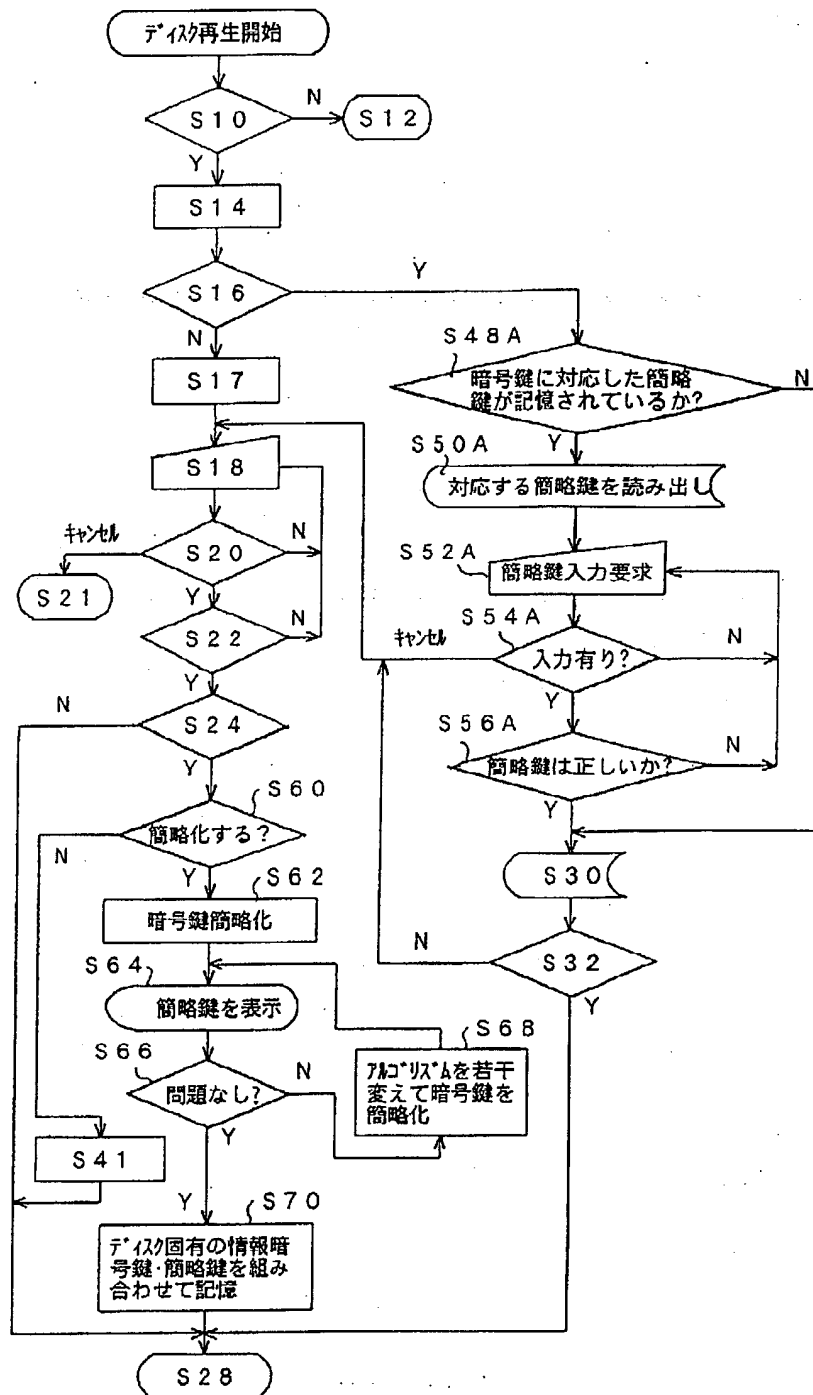 ディスク再生開始
S10
N
S12
Y
S14
S16
Y
N
S17
S48A
暗号鍵に対応した簡略
鍵が記憶されているか?
N
Y
S50A
対応する簡略鍵を読み出し
S18
S52A
簡略鍵入力要求
キャンセル
S20
N
S21
Y
S54A
キャンセル
入力有り?
N
Y
S22
N
Y
S56A
簡略鍵は正しいか?
N
Y
N
S24
Y
S60
簡略化する?
N
Y
S30
S62
暗号鍵簡略化
N
S32
Y
S64
簡略鍵を表示
S66
問題なし?
N
Y
S68
アルゴリズムを若干
変えて暗号鍵を
簡略化
S41
Y
S70
ディスク固有の情報暗
号鍵・簡略鍵を組み
合わせて記憶
S28